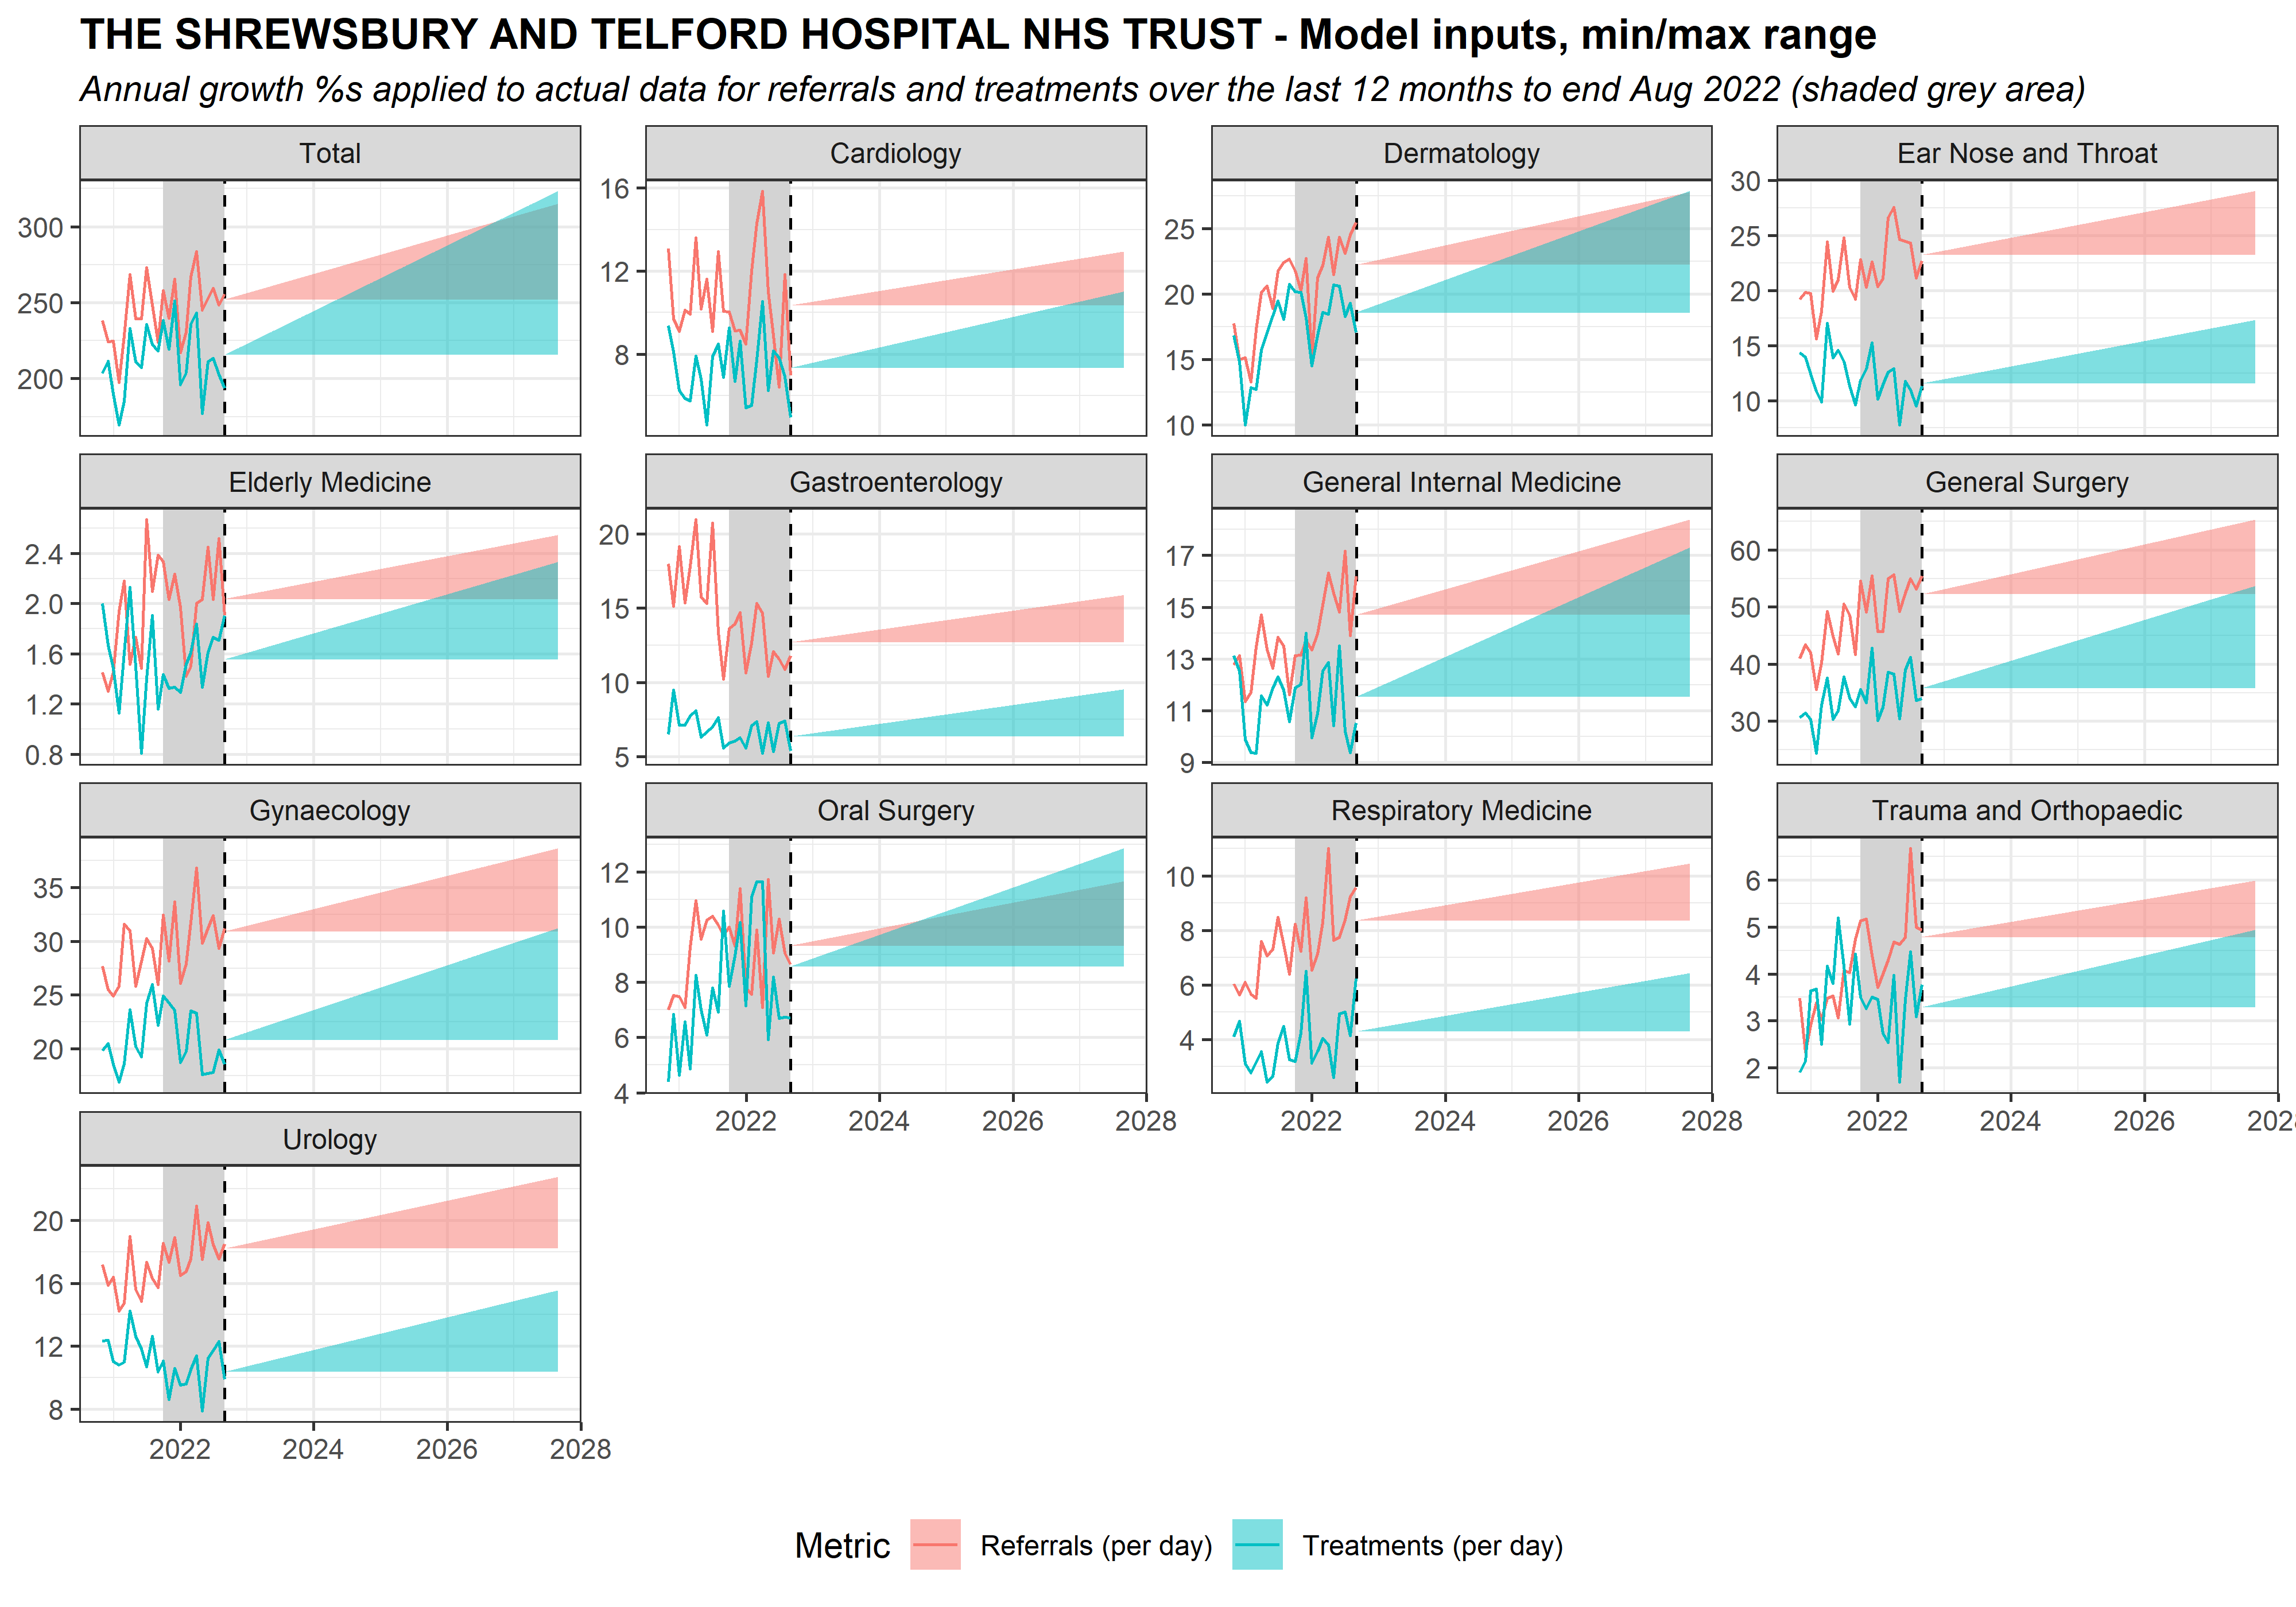 THE SHREWSBURY AND TELFORD HOSPITAL NHS TRUST - Model inputs, min/max range
Annual growth %s applied to actual data for referrals and treatments over the last 12 months to end Aug 2022 (shaded grey area)
Total
300
250
200
Cardiology
16
12
8
Dermatology
25
20
15
10
Ear Nose and Throat
30
25
20
15
10
Elderly Medicine
2.4
2.0
1.6
1.2
0.8
Gastroenterology
20
15
10
5
General Internal Medicine
17
15
13
11
9
General Surgery
60
50
40
30
Gynaecology
35
30
25
20
Oral Surgery
12
10
8
6
4
2022 2024 2026 2028
Respiratory Medicine
10
8
6
4
2022 2024 2026 2028
Trauma and Orthopaedic
6
5
4
3
2
2022 2024 2026
Urology
20
16
12
8
2022 2024 2026 2028
Metric Referrals (per day) Treatments (per day)